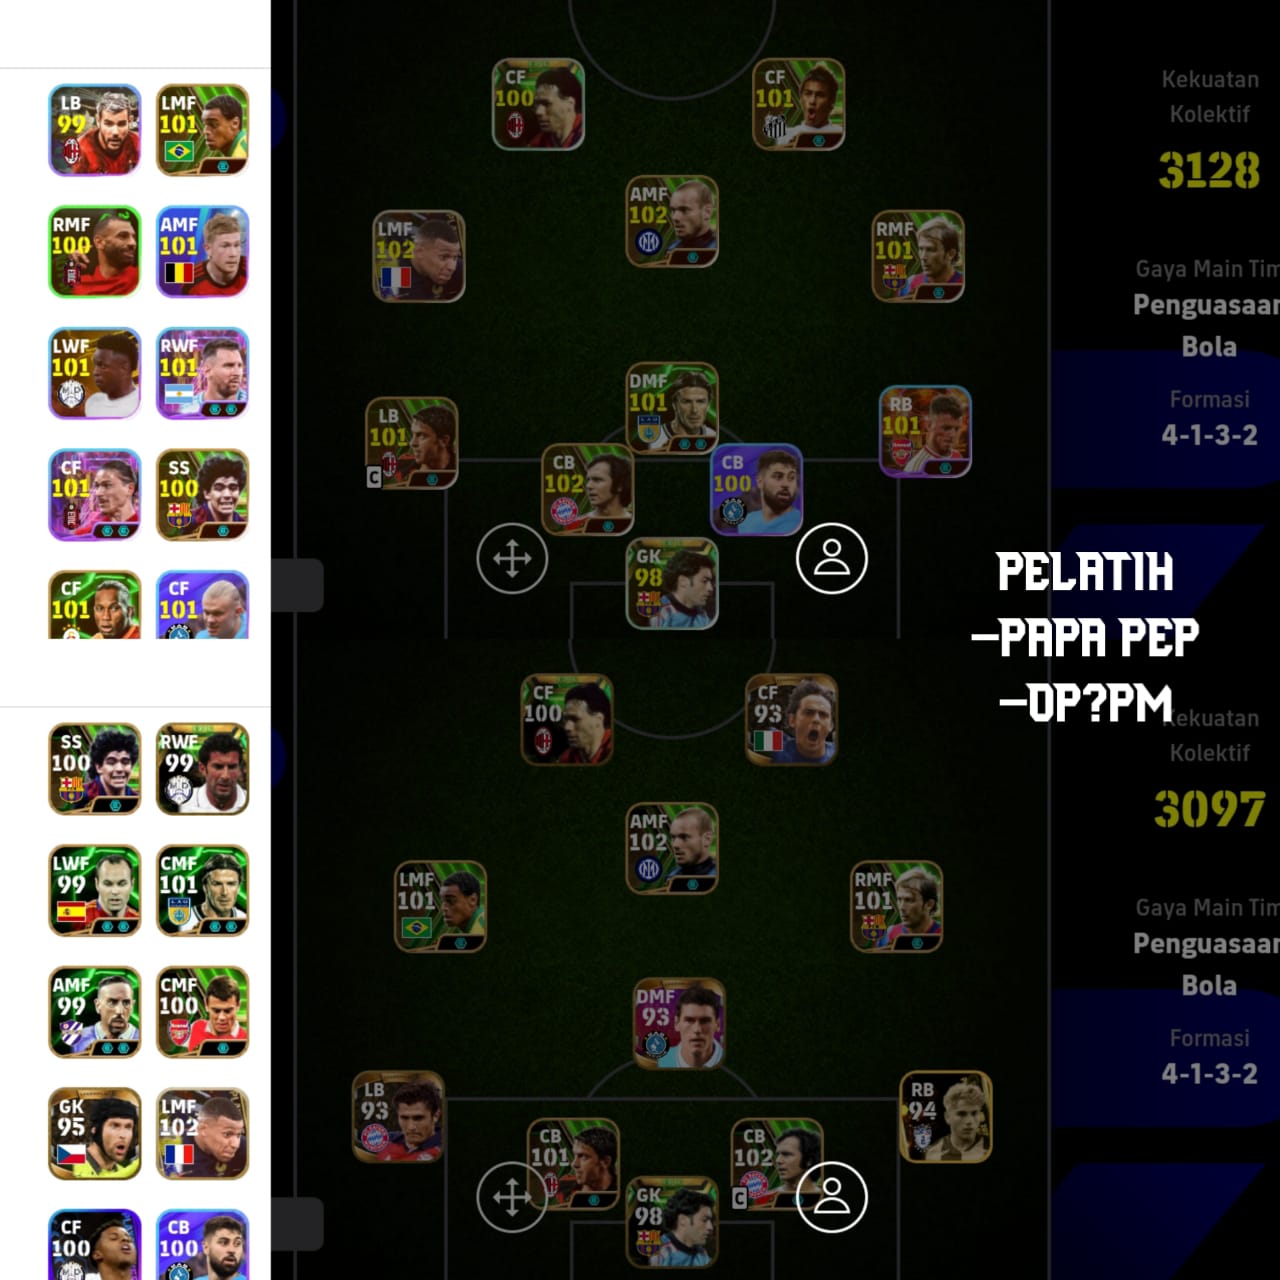 LB
99
LMF
101
RMF
100
AMF
101
LWF
101
RWF
101
CF
101
SS
100
CF
101
CF
101
CF
100
CF
101
AMF
102
LMF
102
RMF
101
DMF
101
LB
101
C
RB
101
CB
102
CB
100
GK
98
Kekuatan
Kolektif
3128
Gaya Main Tim
Penguasaan
Bola
Formasi
4-1-3-2
PELATIH
-PAPA PEP
-OP?PM
SS
100
RWF
99
LWF
99
CMF
101
AMF
99
CMF
100
GK
95
LMF
102
CF
100
CB
100
CF
100
CF
93
AMF
102
LMF
101
RMF
101
DMF
93
LB
93
RB
94
CB
101
CB
102
C
GK
98
Kekuatan
Kolektif
3097
Gaya Main Tim
Penguasaan
Bola
Formasi
4-1-3-2